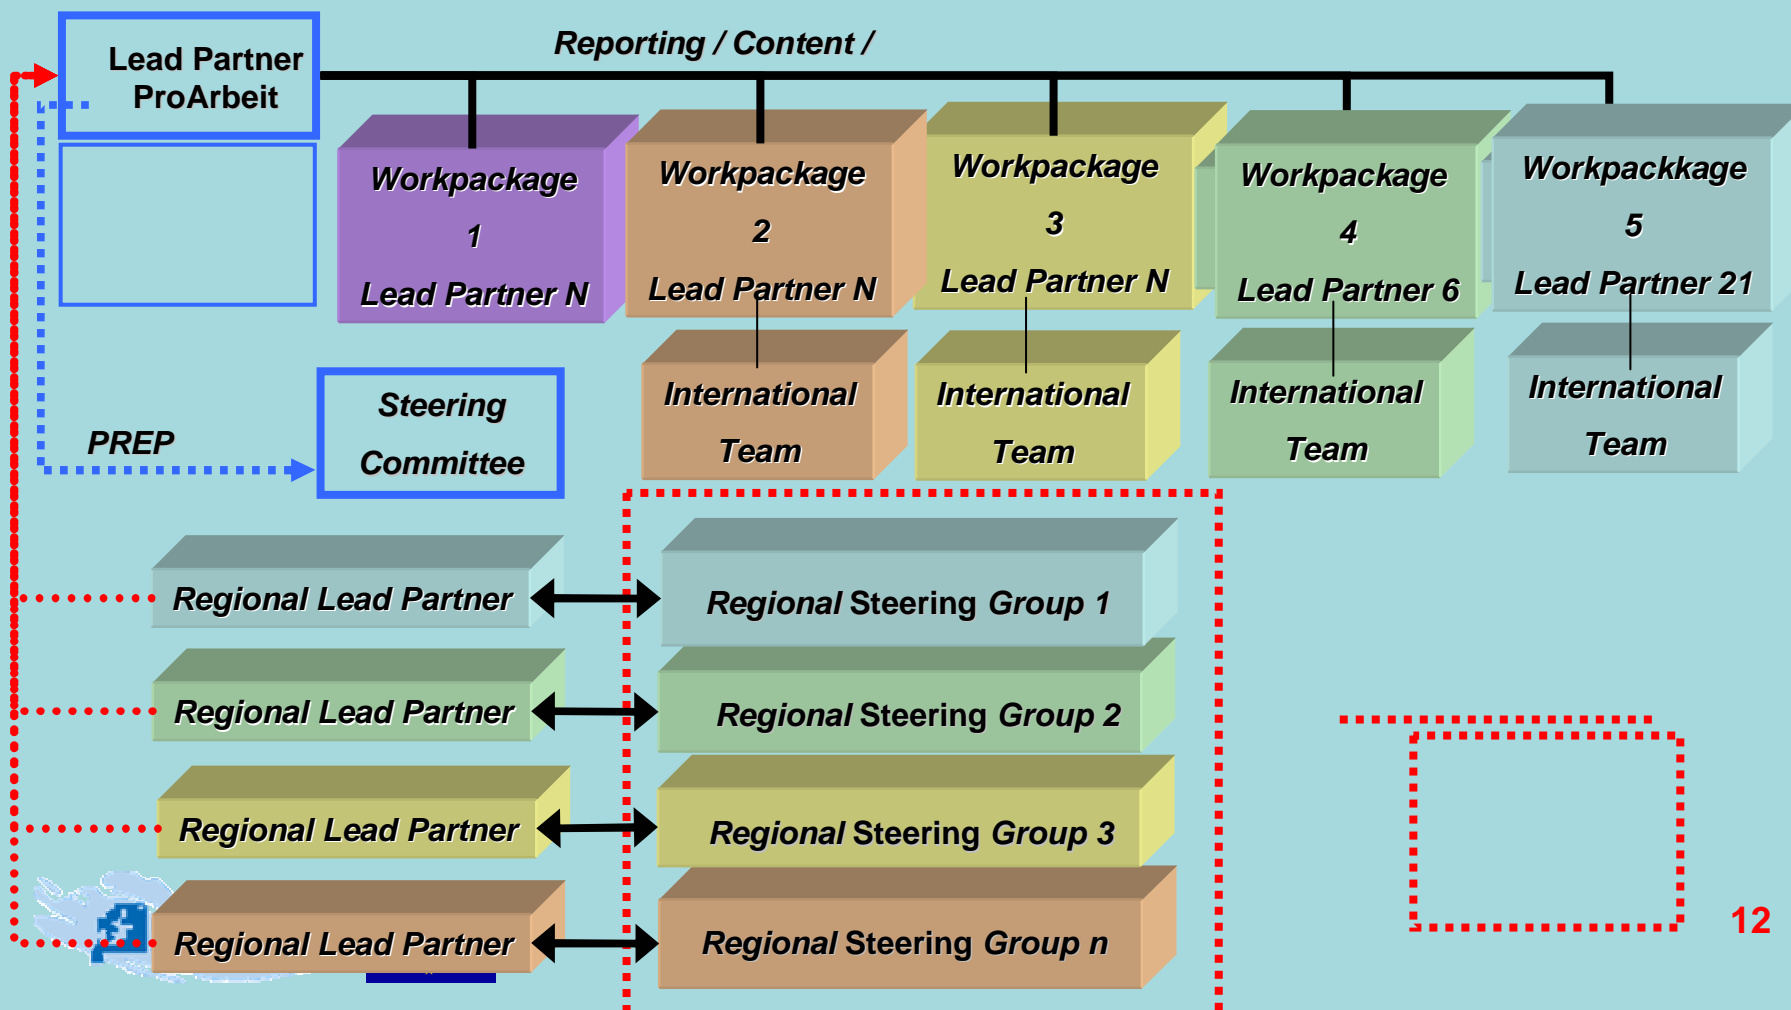 Lead Partner
ProArbeit
Reporting / Content /
Workpackage
1
Lead Partner N
Workpackage
2
Lead Partner N
Workpackage
3
Lead Partner N
Workpackage
4
Lead Partner 6
Workpackkage
5
Lead Partner 21
International
Team
International
Team
International
Team
International
Team
Steering
Committee
PREP
Regional Lead Partner
Regional Steering Group 1
Regional Lead Partner
Regional Steering Group 2
Regional Lead Partner
Regional Steering Group 3
Regional Lead Partner
Regional Steering Group n
12